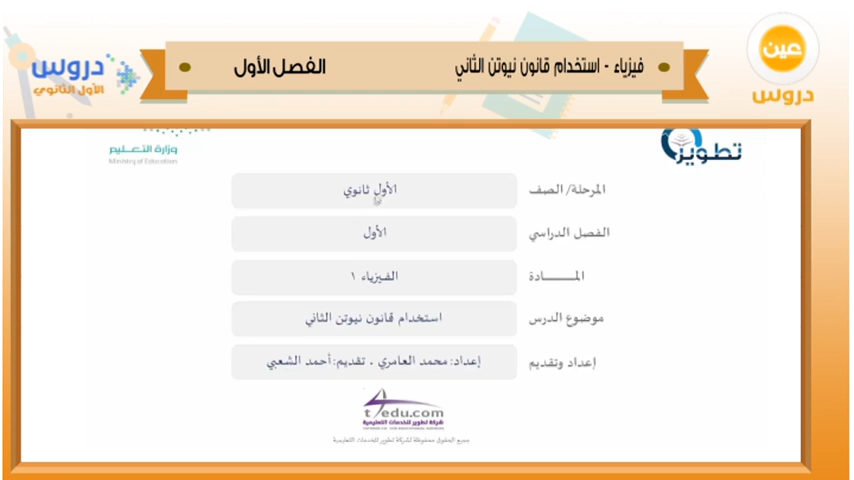 فيزياء - استخدام قانون نيوتن الثاني
الفصل الأول
عين
دروس
دروس
الأول الثانوي
وزارة التعـليم
Ministry of Education
تطوير
المرحلة/ الصف
الأول ثانوي
الفصل الدراسي
الأول
المـــــــادة
الفيزياء ١
موضوع الدرس
استخدام قانون نيوتن الثاني
إعداد وتقديم
إعداد: محمد العامري . تقديم: أحمد الشعبي
t4edu.com
شركة تطوير للخدمات التعليمية
جميع الحقوق محفوظة لشركة تطوير للخدمات التعليمية